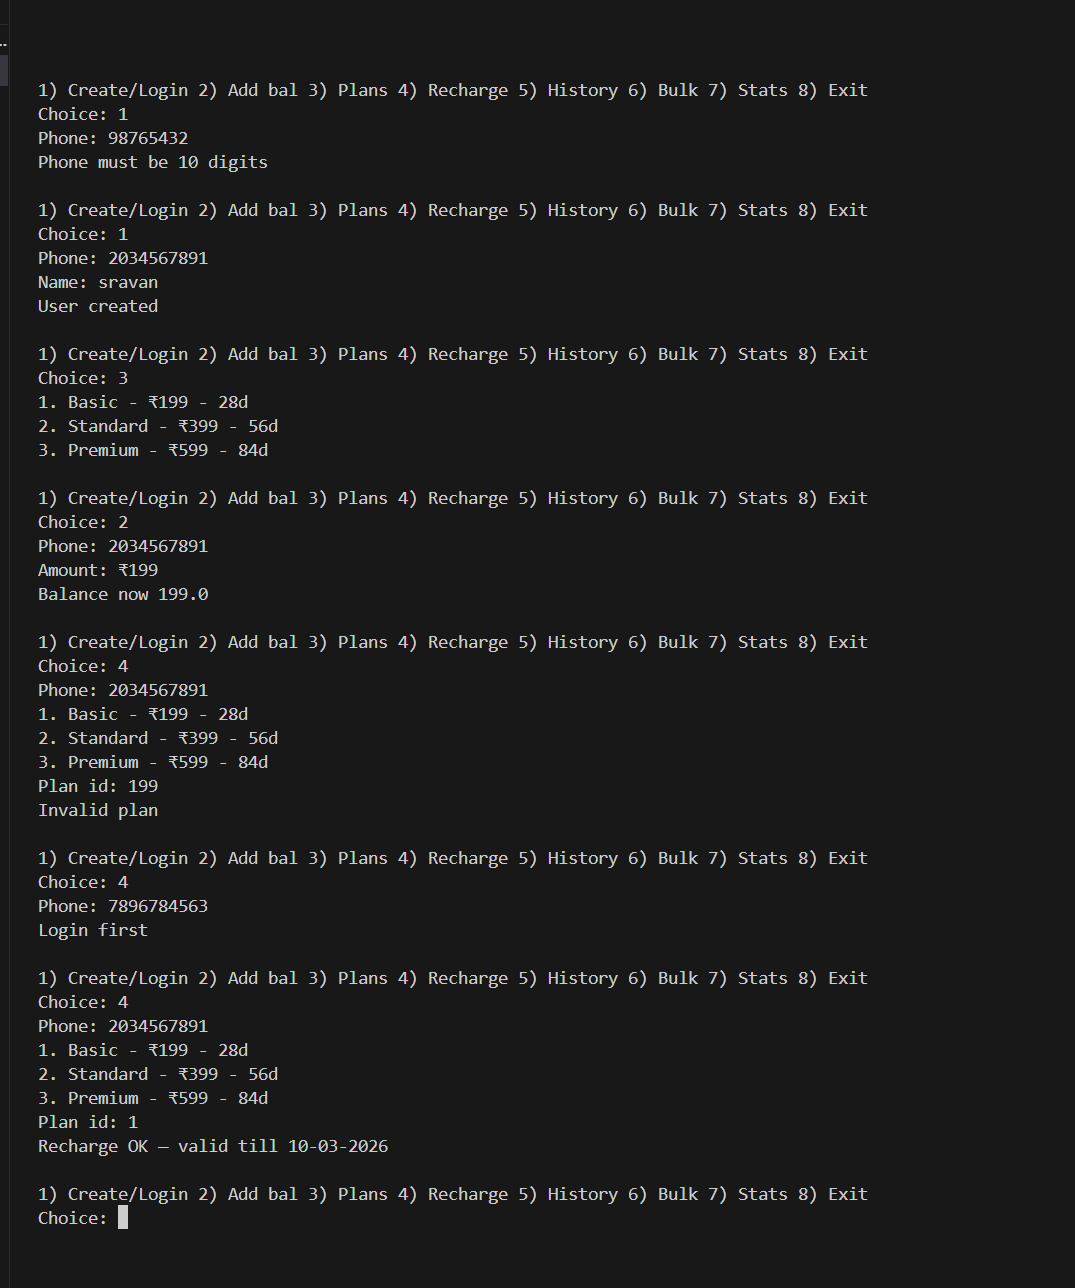 1) Create/Login 2) Add bal 3) Plans 4) Recharge 5) History 6) Bulk 7) Stats 8) Exit
Choice: 1
Phone: 98765432
Phone must be 10 digits
1) Create/Login 2) Add bal 3) Plans 4) Recharge 5) History 6) Bulk 7) Stats 8) Exit
Choice: 1
Phone: 2034567891
Name: sravan
User created
1) Create/Login 2) Add bal 3) Plans 4) Recharge 5) History 6) Bulk 7) Stats 8) Exit
Choice: 3
1. Basic - ₹199 - 28d
2. Standard - ₹399 - 56d
3. Premium - ₹599 - 84d
1) Create/Login 2) Add bal 3) Plans 4) Recharge 5) History 6) Bulk 7) Stats 8) Exit
Choice: 2
Phone: 2034567891
Amount: ₹199
Balance now 199.0
1) Create/Login 2) Add bal 3) Plans 4) Recharge 5) History 6) Bulk 7) Stats 8) Exit
Choice: 4
Phone: 2034567891
1. Basic - ₹199 - 28d
2. Standard - ₹399 - 56d
3. Premium - ₹599 - 84d
Plan id: 199
Invalid plan
1) Create/Login 2) Add bal 3) Plans 4) Recharge 5) History 6) Bulk 7) Stats 8) Exit
Choice: 4
Phone: 7896784563
Login first
1) Create/Login 2) Add bal 3) Plans 4) Recharge 5) History 6) Bulk 7) Stats 8) Exit
Choice: 4
Phone: 2034567891
1. Basic - ₹199 - 28d
2. Standard - ₹399 - 56d
3. Premium - ₹599 - 84d
Plan id: 1
Recharge OK — valid till 10-03-2026
1) Create/Login 2) Add bal 3) Plans 4) Recharge 5) History 6) Bulk 7) Stats 8) Exit
Choice: